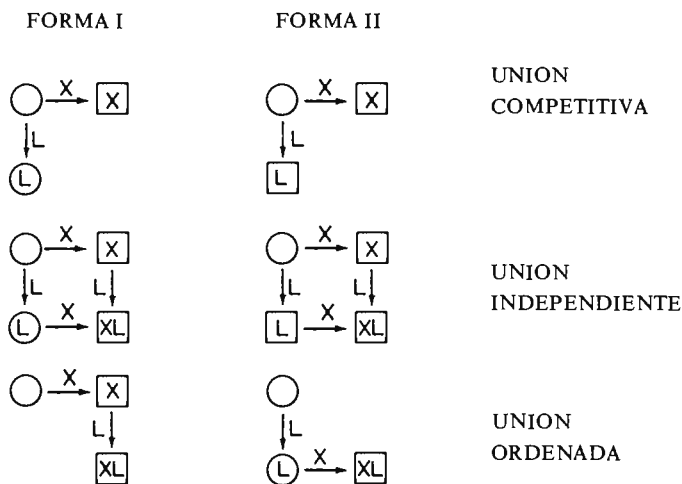 FORMA I FORMA II
X X X X
UNION
COMPETITIVA
L L
L L
X X X X
L L L L
UNION
INDEPENDIENTE
L X XL L X XL
X X
L L
UNION
ORDENADA
XL L X XL